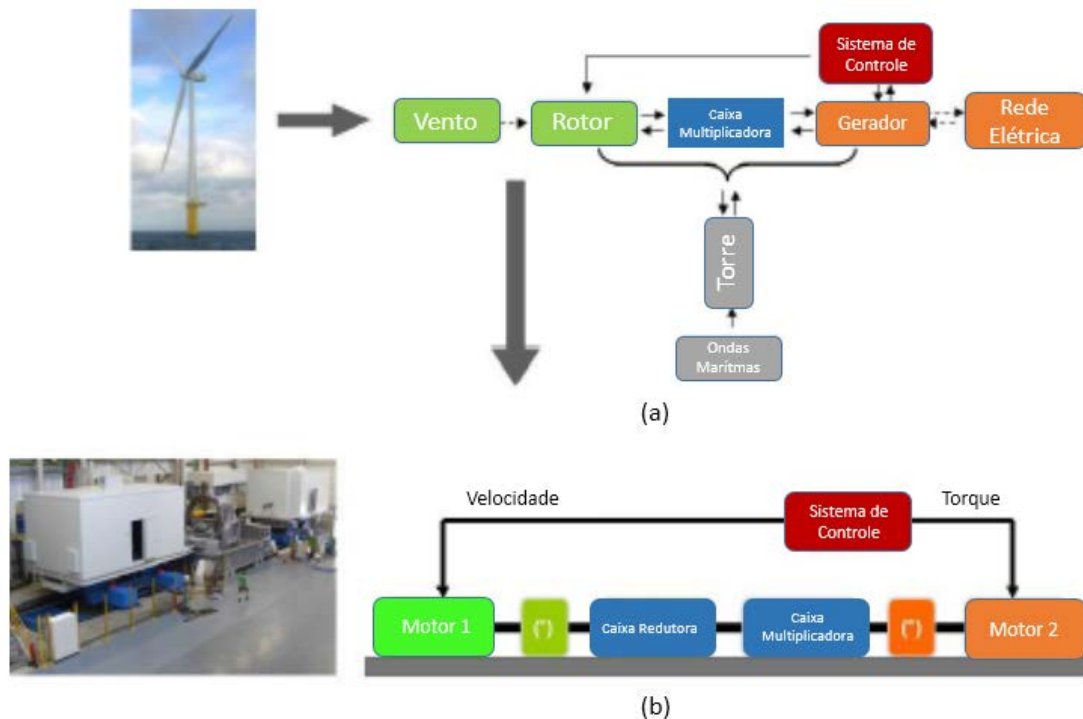 Sistema de
Controle
Vento
Rotor
Caixa
Multiplicadora
Gerador
Rede
Elétrica
Torre
Ondas
Marítmas
(a)
Velocidade
Sistema de
Controle
Torque
Motor 1
(")
Caixa Redutora
Caixa
Multiplicadora
(")
Motor 2
(b)